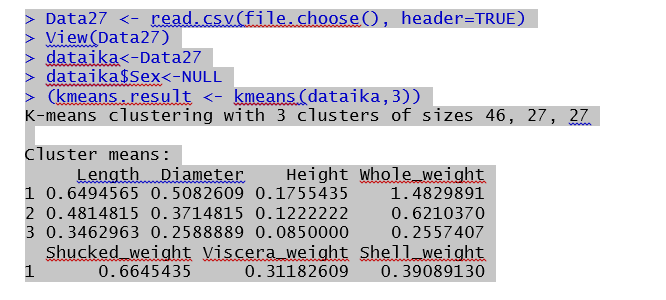 > Data27 <- read.csv(file.choose(), header=TRUE)
> View(Data27)
> dataika<-Data27
> dataika$Sex<-NULL
> (kmeans.result <- kmeans(dataika,3))
K-means clustering with 3 clusters of sizes 46, 27, 27
Cluster means:
Length Diameter Height Whole_weight
1 0.6494565 0.5082609 0.1755435 1.4829891
2 0.4814815 0.3714815 0.1222222 0.6210370
3 0.3462963 0.2588889 0.0850000 0.2557407
Shucked_weight Viscera_weight Shell_weight
1 0.6645435 0.31182609 0.39089130